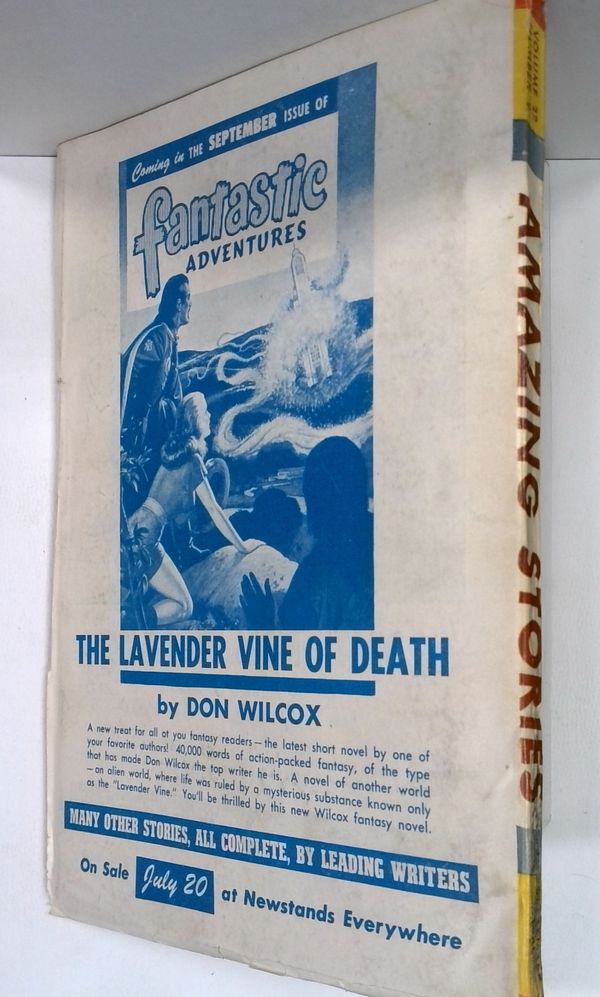 Coming in THE SEPTEMBER ISSUE OF
fantastic
ADVENTURES
THE LAVENDER VINE OF DEATH
by DON WILCOX
A new treat for all of you fantasy readers — the latest short novel by one of
your favorite authors! 40,000 words of action-packed fantasy, of the type
that has made Don Wilcox the top writer he is. A novel of another world
— an alien world, where life was ruled by a mysterious substance known only
as the "Lavender Vine." You'll be thrilled by this new Wilcox fantasy novel.
MANY OTHER STORIES, ALL COMPLETE, BY LEADING WRITERS
On Sale July 20 at Newstands Everywhere
VOLUME 22
AMAZING STORIES